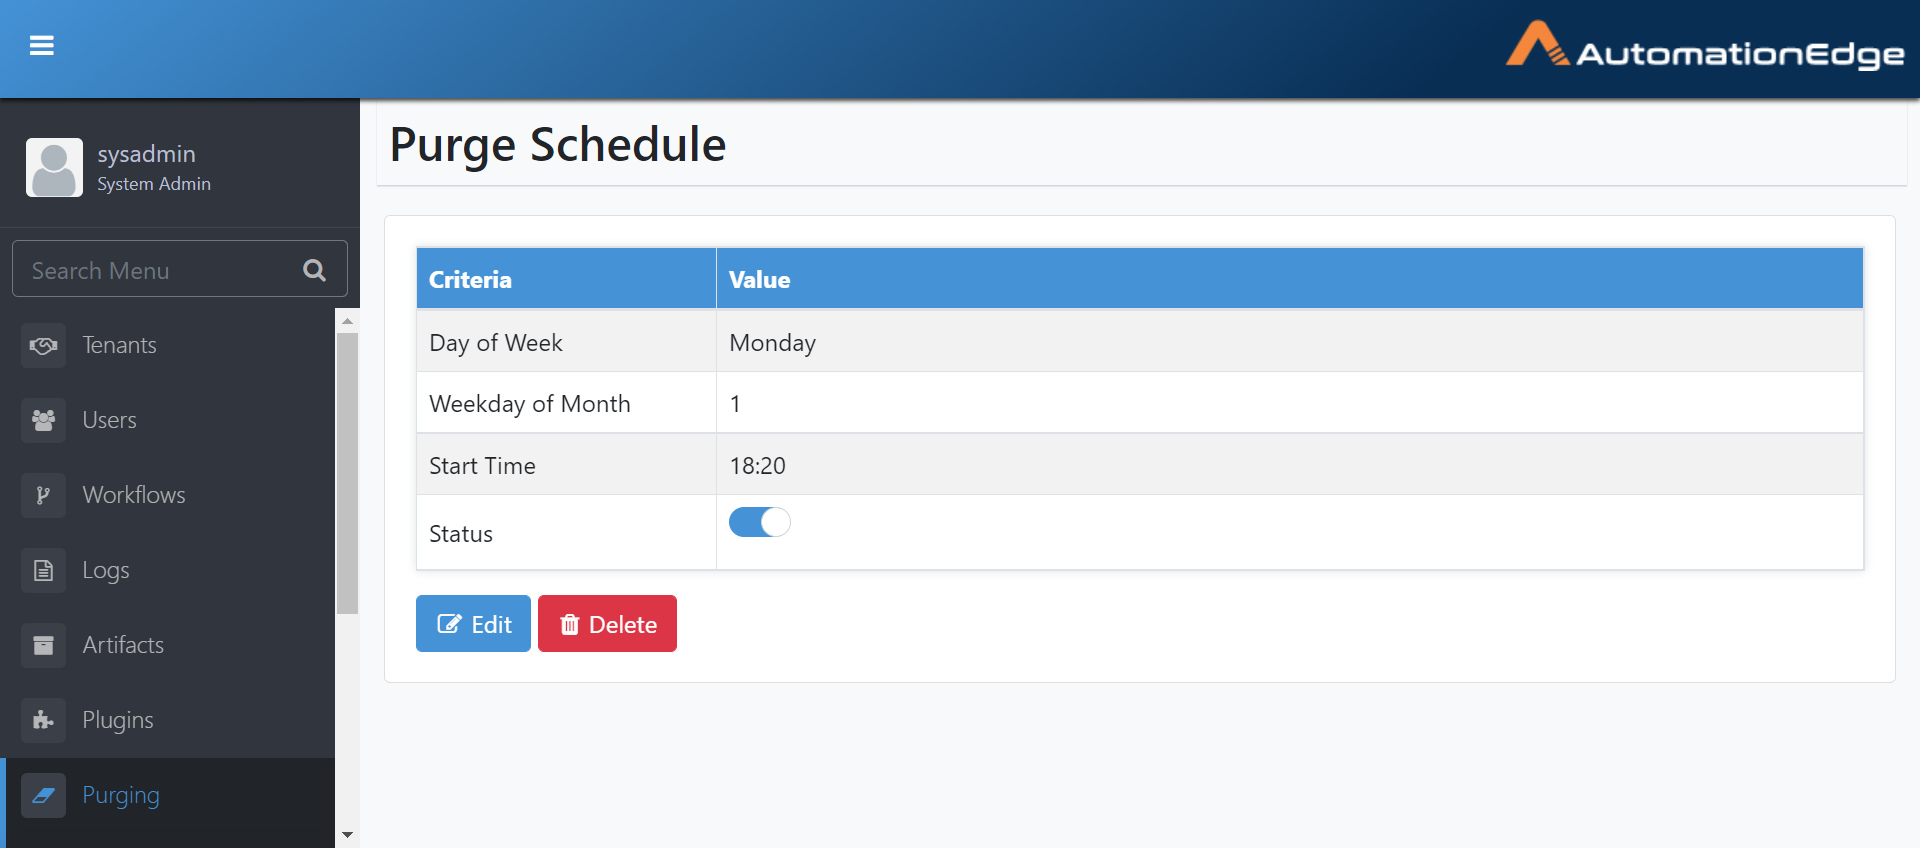 AutomationEdge
sysadmin
System Admin
Search Menu
Tenants
Users
Workflows
Logs
Artifacts
Plugins
Purging
Purge Schedule
Criteria Value
Day of Week Monday
Weekday of Month 1
Start Time 18:20
Status
Edit Delete